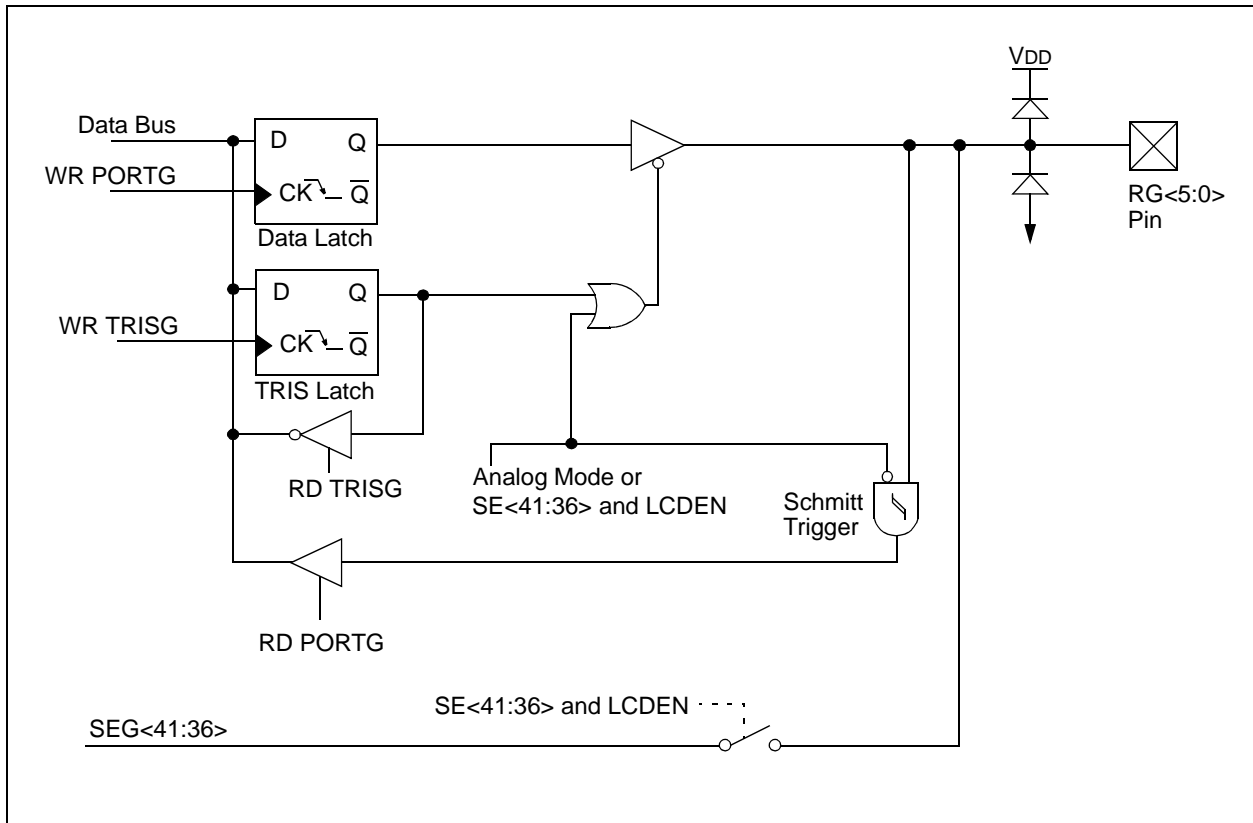 VDD
Data Bus
D Q
WR PORTG
CK Q
Data Latch
RG<5:0>
Pin
D Q
WR TRISG
CK Q
TRIS Latch
RD TRISG
Analog Mode or
SE<41:36> and LCDEN
Schmitt
Trigger
RD PORTG
SE<41:36> and LCDEN
SEG<41:36>